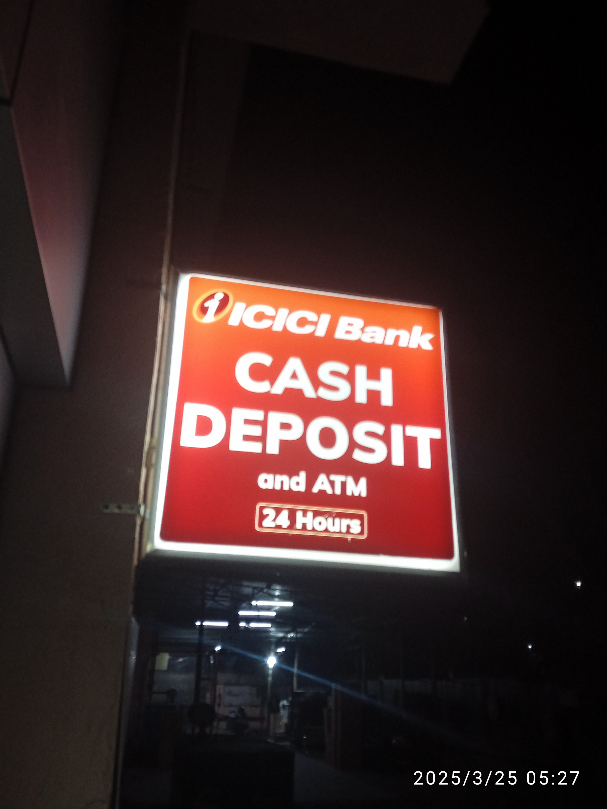 i ICICI Bank
CASH
DEPOSIT
and ATM
24 Hours
2025/3/25 05:27